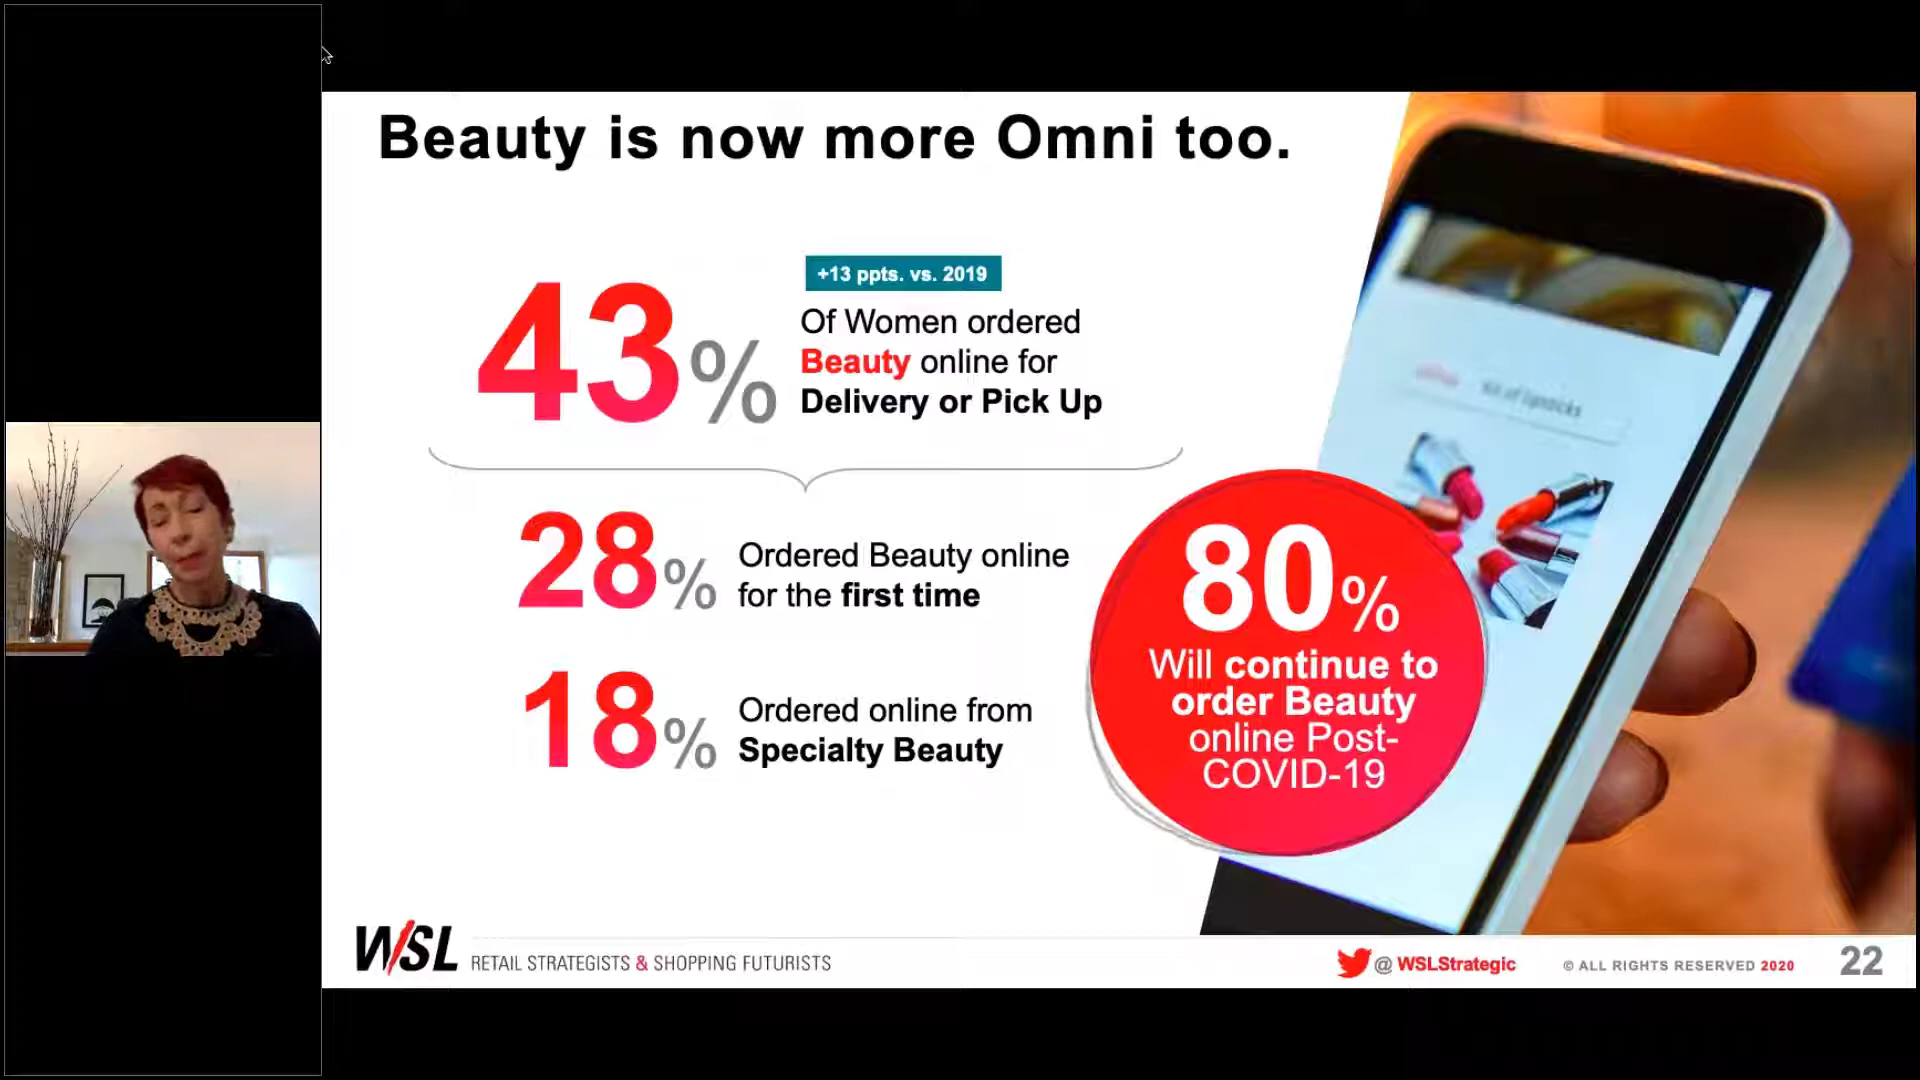 Beauty is now more Omni too.
+13 ppts. vs. 2019
43%
Of Women ordered
Beauty online for
Delivery or Pick Up
28%
Ordered Beauty online
for the first time
18%
Ordered online from
Specialty Beauty
80%
Will continue to
order Beauty
online Post-
COVID-19
WSL RETAIL STRATEGISTS & SHOPPING FUTURISTS
@ WSLStrategic
© ALL RIGHTS RESERVED 2020
22